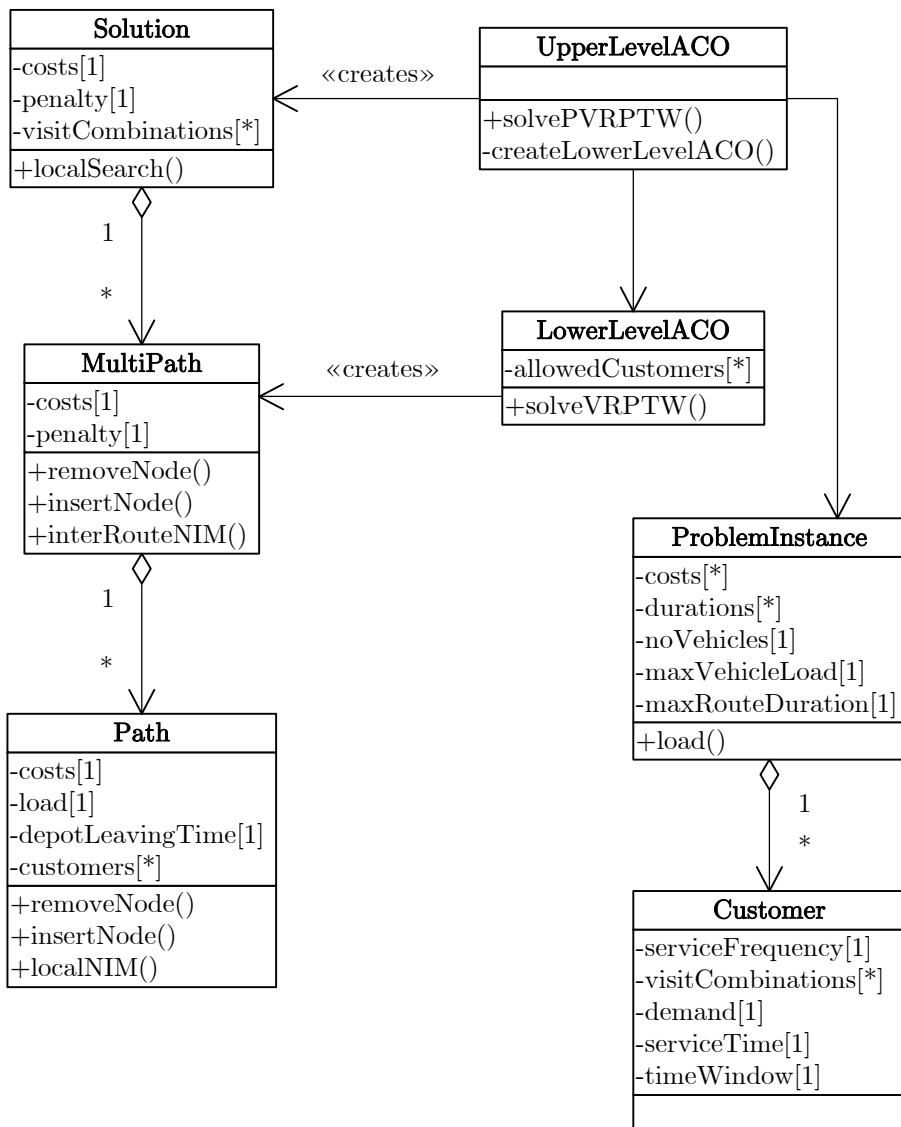 Solution
-costs[1]
-penalty[1]
-visitCombinations[*]
+localSearch()
«creates»
UpperLevelACO
+solvePVRPTW()
-createLowerLevelACO()
1
*
MultiPath
-costs[1]
-penalty[1]
+removeNode()
+insertNode()
+interRouteNIM()
«creates»
LowerLevelACO
-allowedCustomers[*]
+solveVRPTW()
1
*
Path
-costs[1]
-load[1]
-depotLeavingTime[1]
-customers[*]
+removeNode()
+insertNode()
+localNIM()
ProblemInstance
-costs[*]
-durations[*]
-noVehicles[1]
-maxVehicleLoad[1]
-maxRouteDuration[1]
+load()
1
*
Customer
-serviceFrequency[1]
-visitCombinations[*]
-demand[1]
-serviceTime[1]
-timeWindow[1]